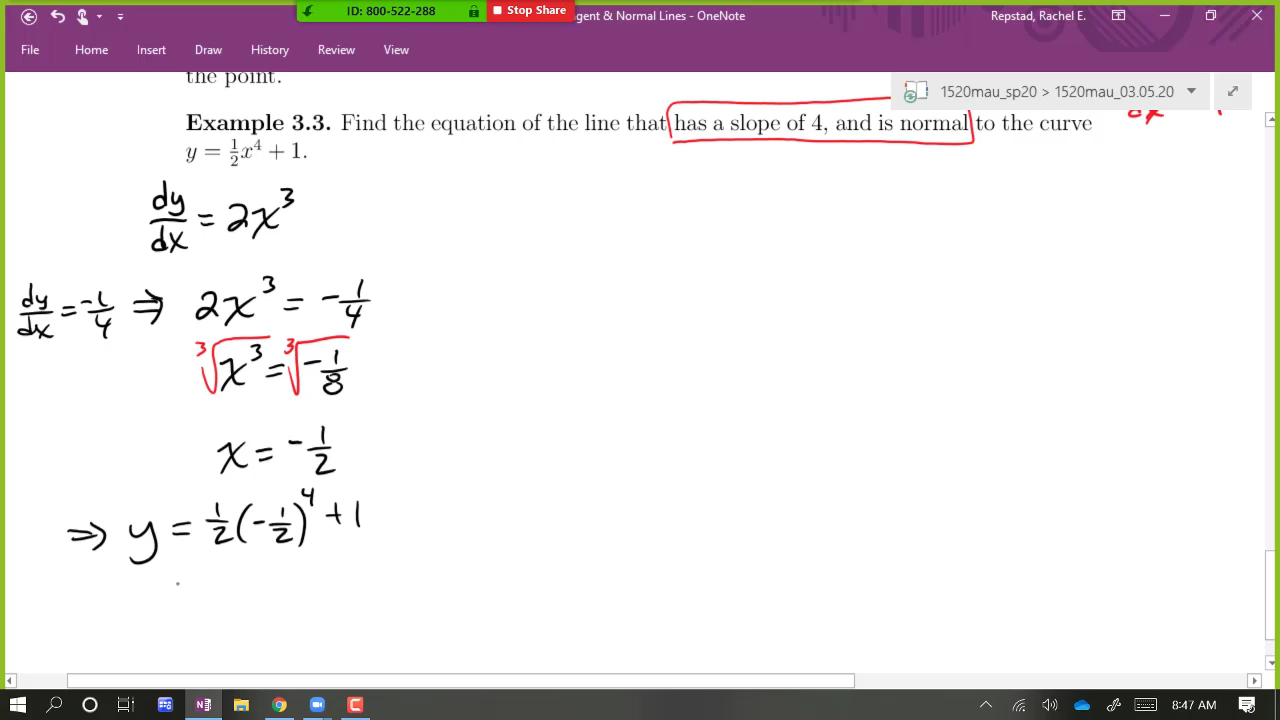 ID: 800-522-288 Stop Share
gent & Normal Lines - OneNote
Repstad, Rachel E.
File Home Insert Draw History Review View
1520mau_sp20 > 1520mau_03.05.20
the point.
Example 3.3. Find the equation of the line that has a slope of 4, and is normal to the curve
y = 1/2 x⁴ + 1.
dy/dx = 2x³
dy/dx = -1/4 ⇒ 2x³ = -1/4
∛x³ = ∛-1/8
x = -1/2
⇒ y = 1/2(-1/2)⁴ + 1
8:47 AM